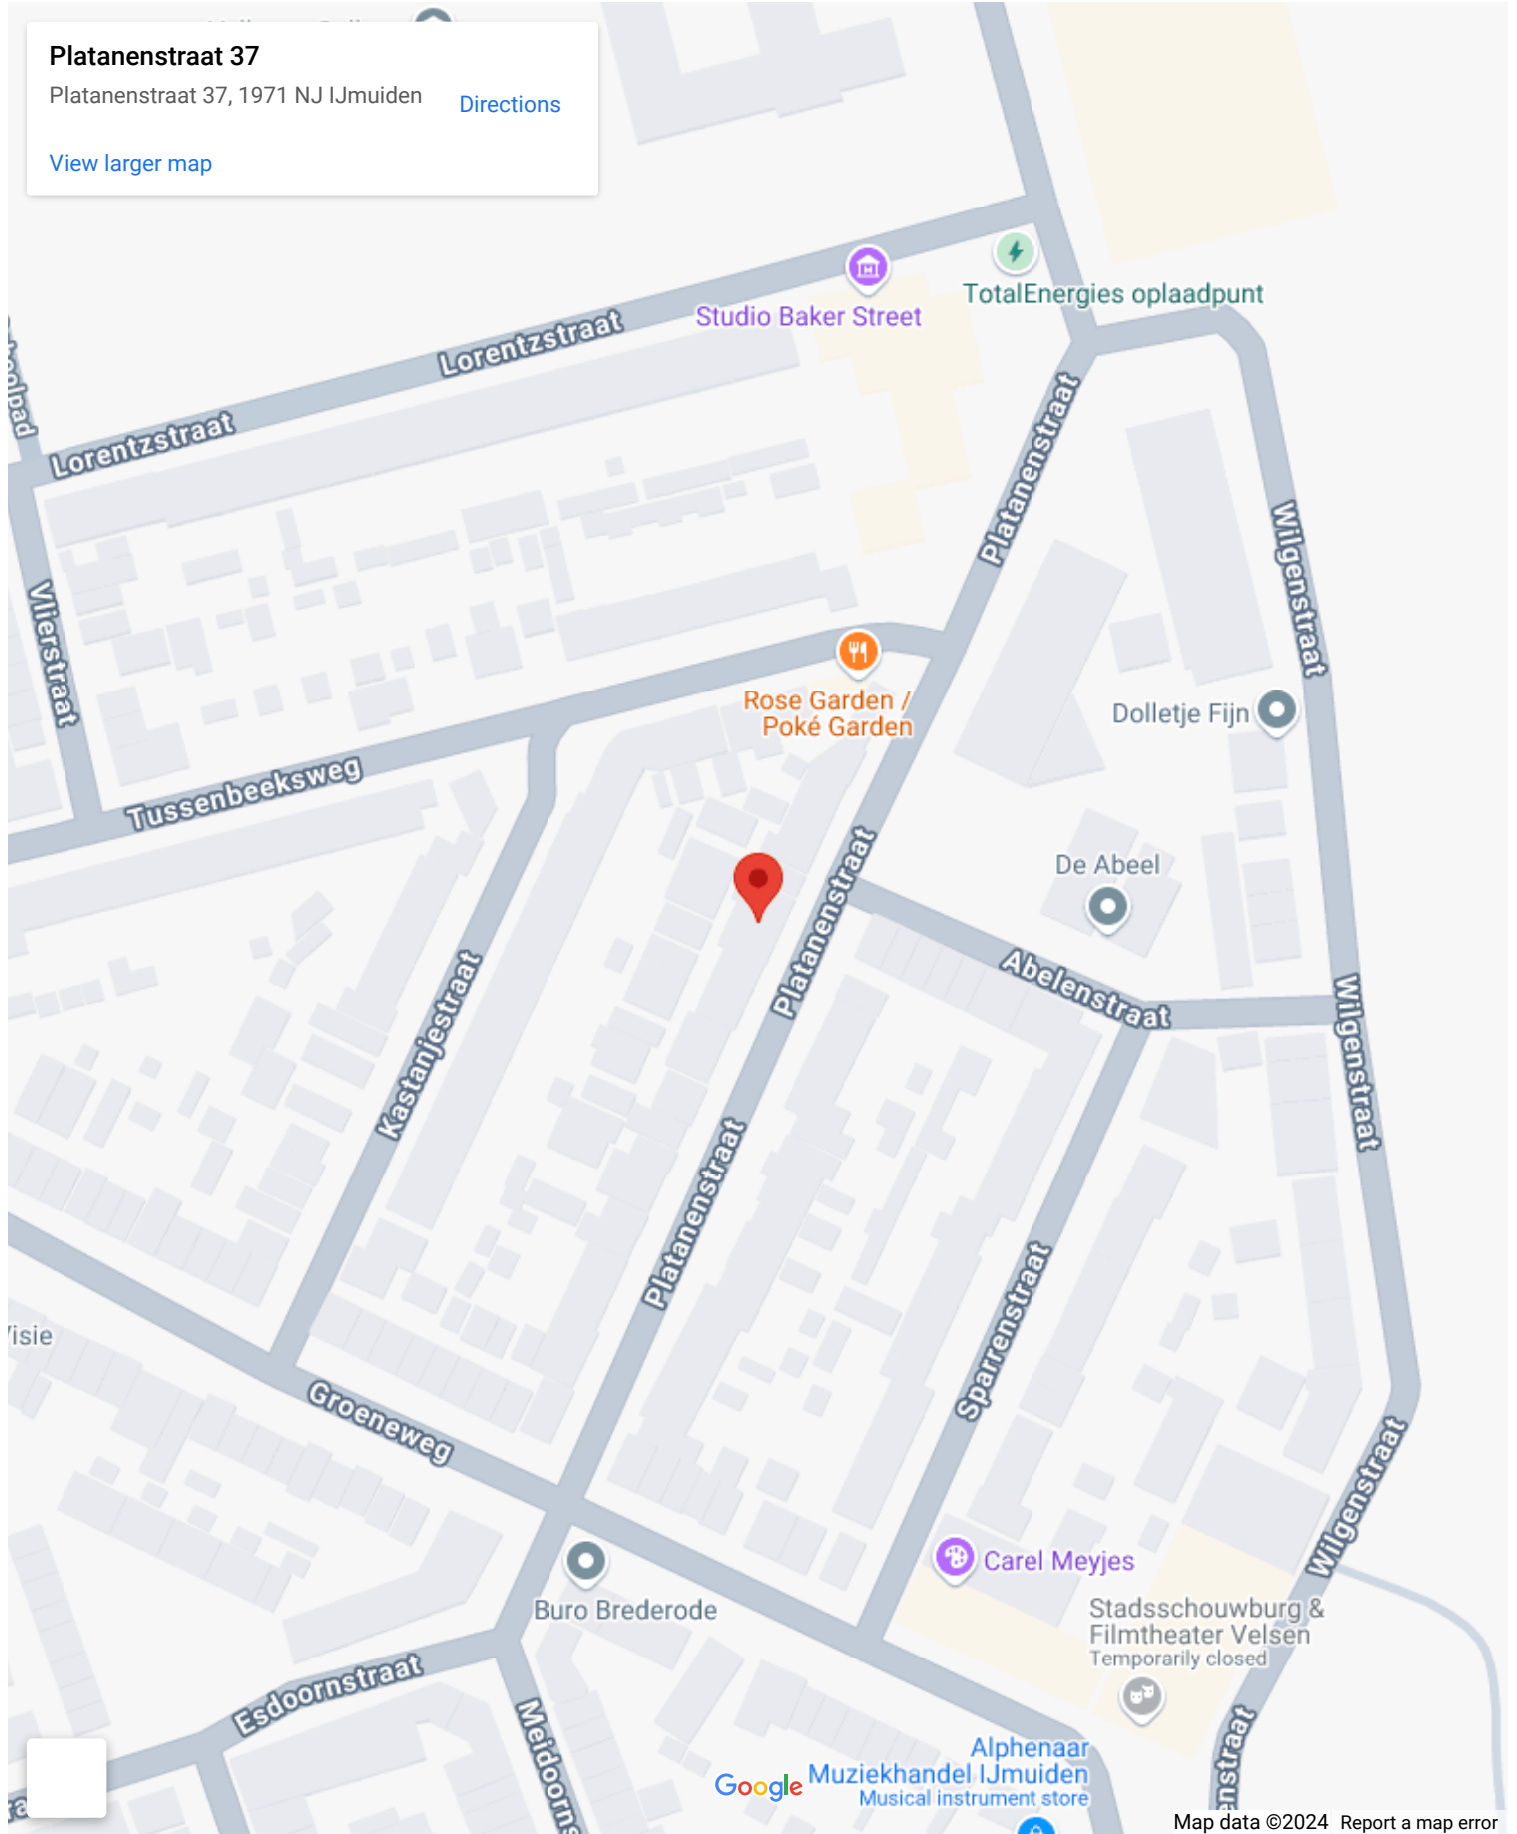 Platanenstraat 37
Platanenstraat 37, 1971 NJ IJmuiden
Directions
View larger map
TotalEnergies oplaadpunt
Studio Baker Street
Lorentzstraat
Lorentzstraat
Platanenstraat
Wilgenstraat
Vlierstraat
Rose Garden /
Poké Garden
Dolletje Fijn
Tussenbeeksweg
Platanenstraat
De Abeel
Abelenstraat
Kastanjestraat
Wilgenstraat
Platanenstraat
Sparrenstraat
Groeneweg
Wilgenstraat
Carel Meyjes
Buro Brederode
Stadsschouwburg &
Filmtheater Velsen
Temporarily closed
Esdoornstraat
Meidoorns
enstraat
Alphenaar
Muziekhandel IJmuiden
Musical instrument store
Google
Map data ©2024 Report a map error